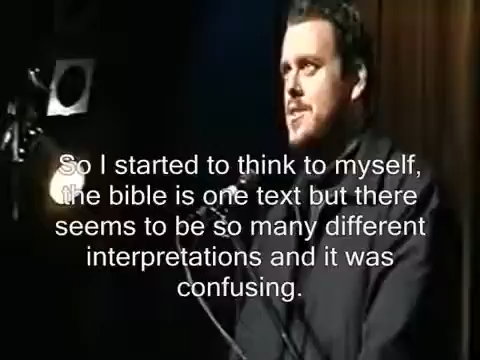 So I started to think to myself,
the bible is one text but there
seems to be so many different
interpretations and it was
confusing.